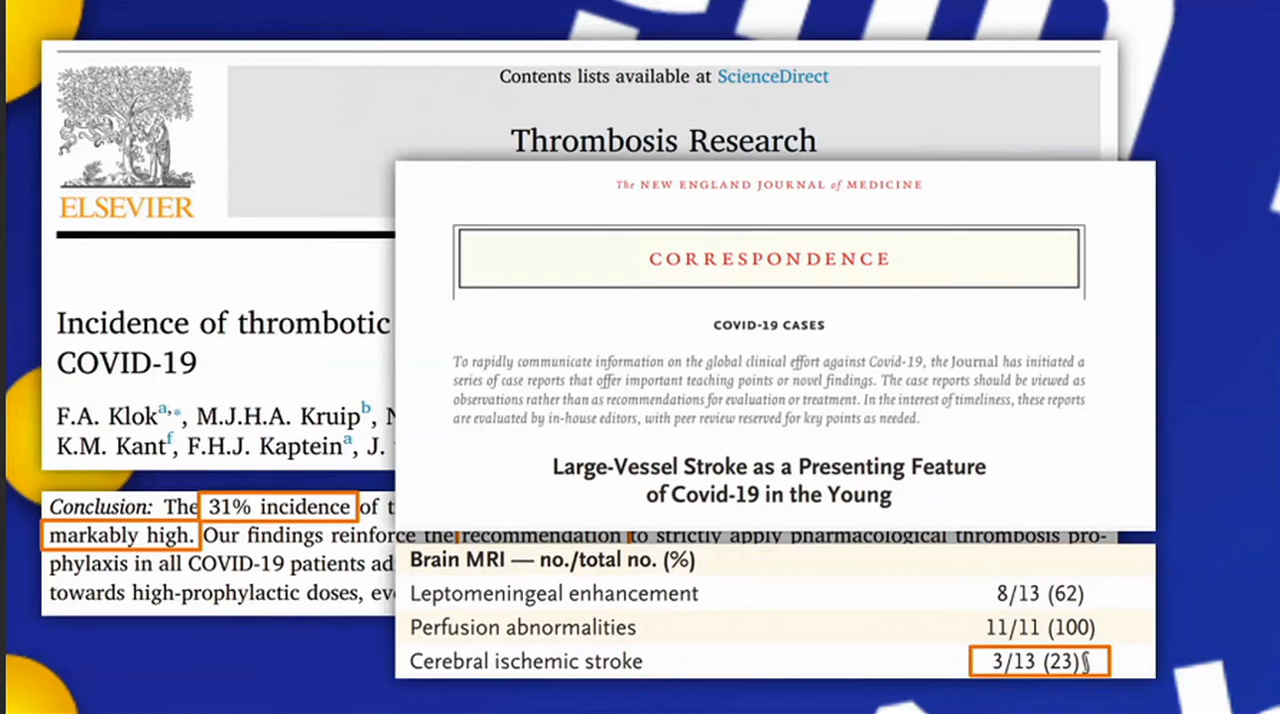 Contents lists available at ScienceDirect
Thrombosis Research
ELSEVIER
Incidence of thrombotic
COVID-19
F.A. Klok a,*, M.J.H.A. Kruip b,
K.M. Kant f, F.H.J. Kaptein a, J.
Conclusion: The 31% incidence of t
markably high. Our findings reinforce the recommendation to strictly apply pharmacological thrombosis pro-
phylaxis in all COVID-19 patients ad
towards high-prophylactic doses, ev
The NEW ENGLAND JOURNAL of MEDICINE
CORRESPONDENCE
COVID-19 CASES
To rapidly communicate information on the global clinical effort against Covid-19, the Journal has initiated a
series of case reports that offer important teaching points or novel findings. The case reports should be viewed as
observations rather than as recommendations for evaluation or treatment. In the interest of timeliness, these reports
are evaluated by in-house editors, with peer review reserved for key points as needed.
Large-Vessel Stroke as a Presenting Feature
of Covid-19 in the Young
Brain MRI — no./total no. (%)
Leptomeningeal enhancement 8/13 (62)
Perfusion abnormalities 11/11 (100)
Cerebral ischemic stroke 3/13 (23)§